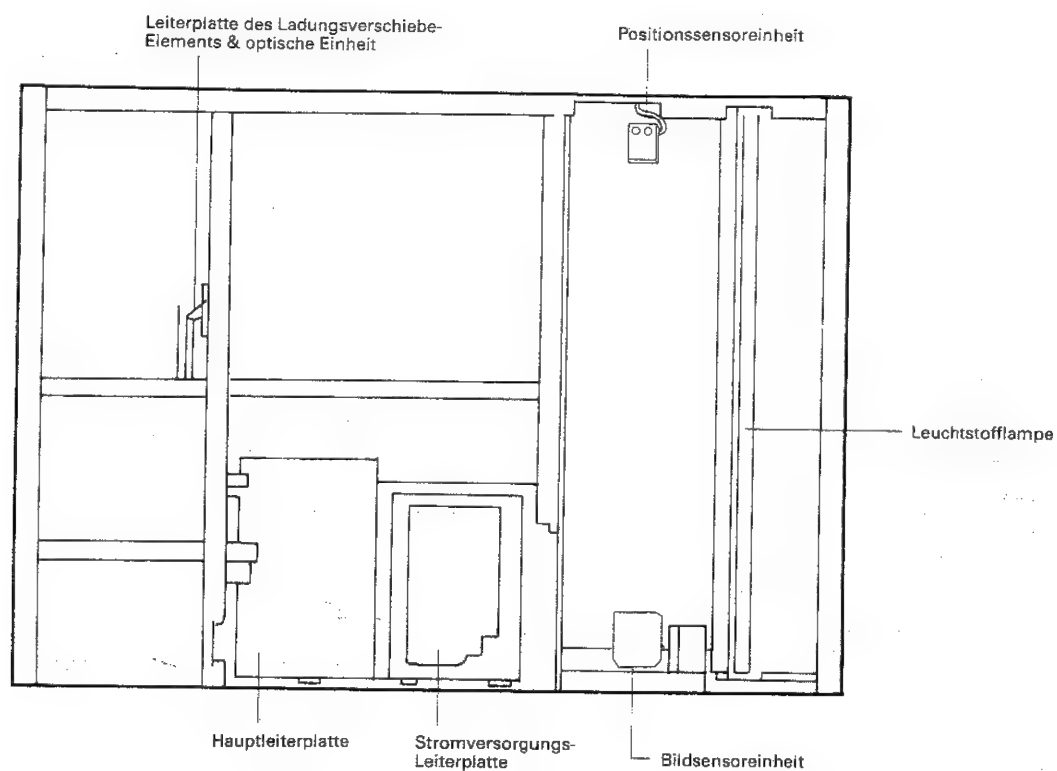 Leiterplatte des Ladungsverschiebe-
Elements & optische Einheit
Positionssensoreinheit
Leuchtstofflampe
Hauptleiterplatte
Stromversorgungs-
Leiterplatte
Bildsensoreinheit